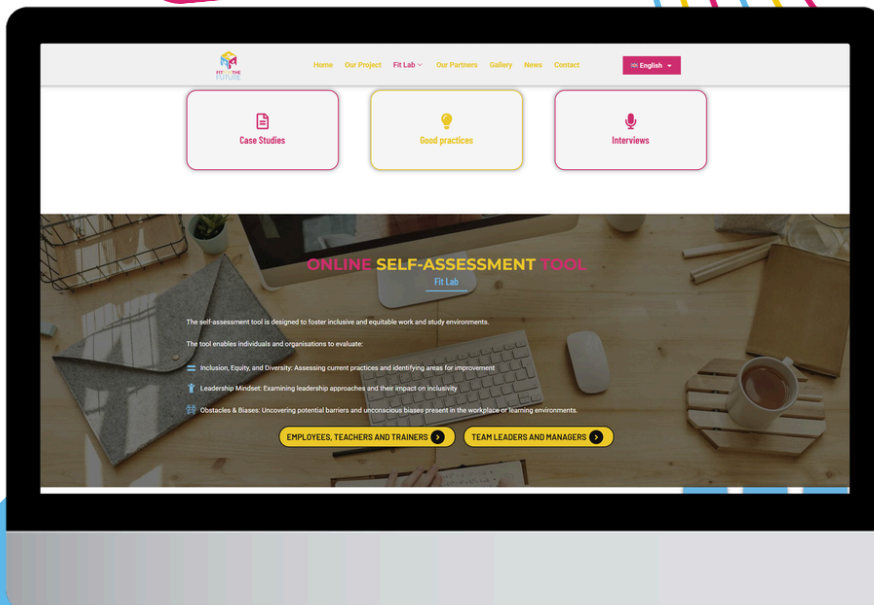 FIT FOR THE
FUTURE
Home Our Project Fit Lab Our Partners Gallery News Contact English
Case Studies Good practices Interviews
ONLINE SELF-ASSESSMENT TOOL
Fit Lab
The self-assessment tool is designed to foster inclusive and equitable work and study environments.
The tool enables individuals and organisations to evaluate:
Inclusion, Equity, and Diversity: Assessing current practices and identifying areas for improvement
Leadership Mindset: Examining leadership approaches and their impact on inclusivity
Obstacles & Biases: Uncovering potential barriers and unconscious biases present in the workplace or learning environments.
EMPLOYEES, TEACHERS AND TRAINERS TEAM LEADERS AND MANAGERS